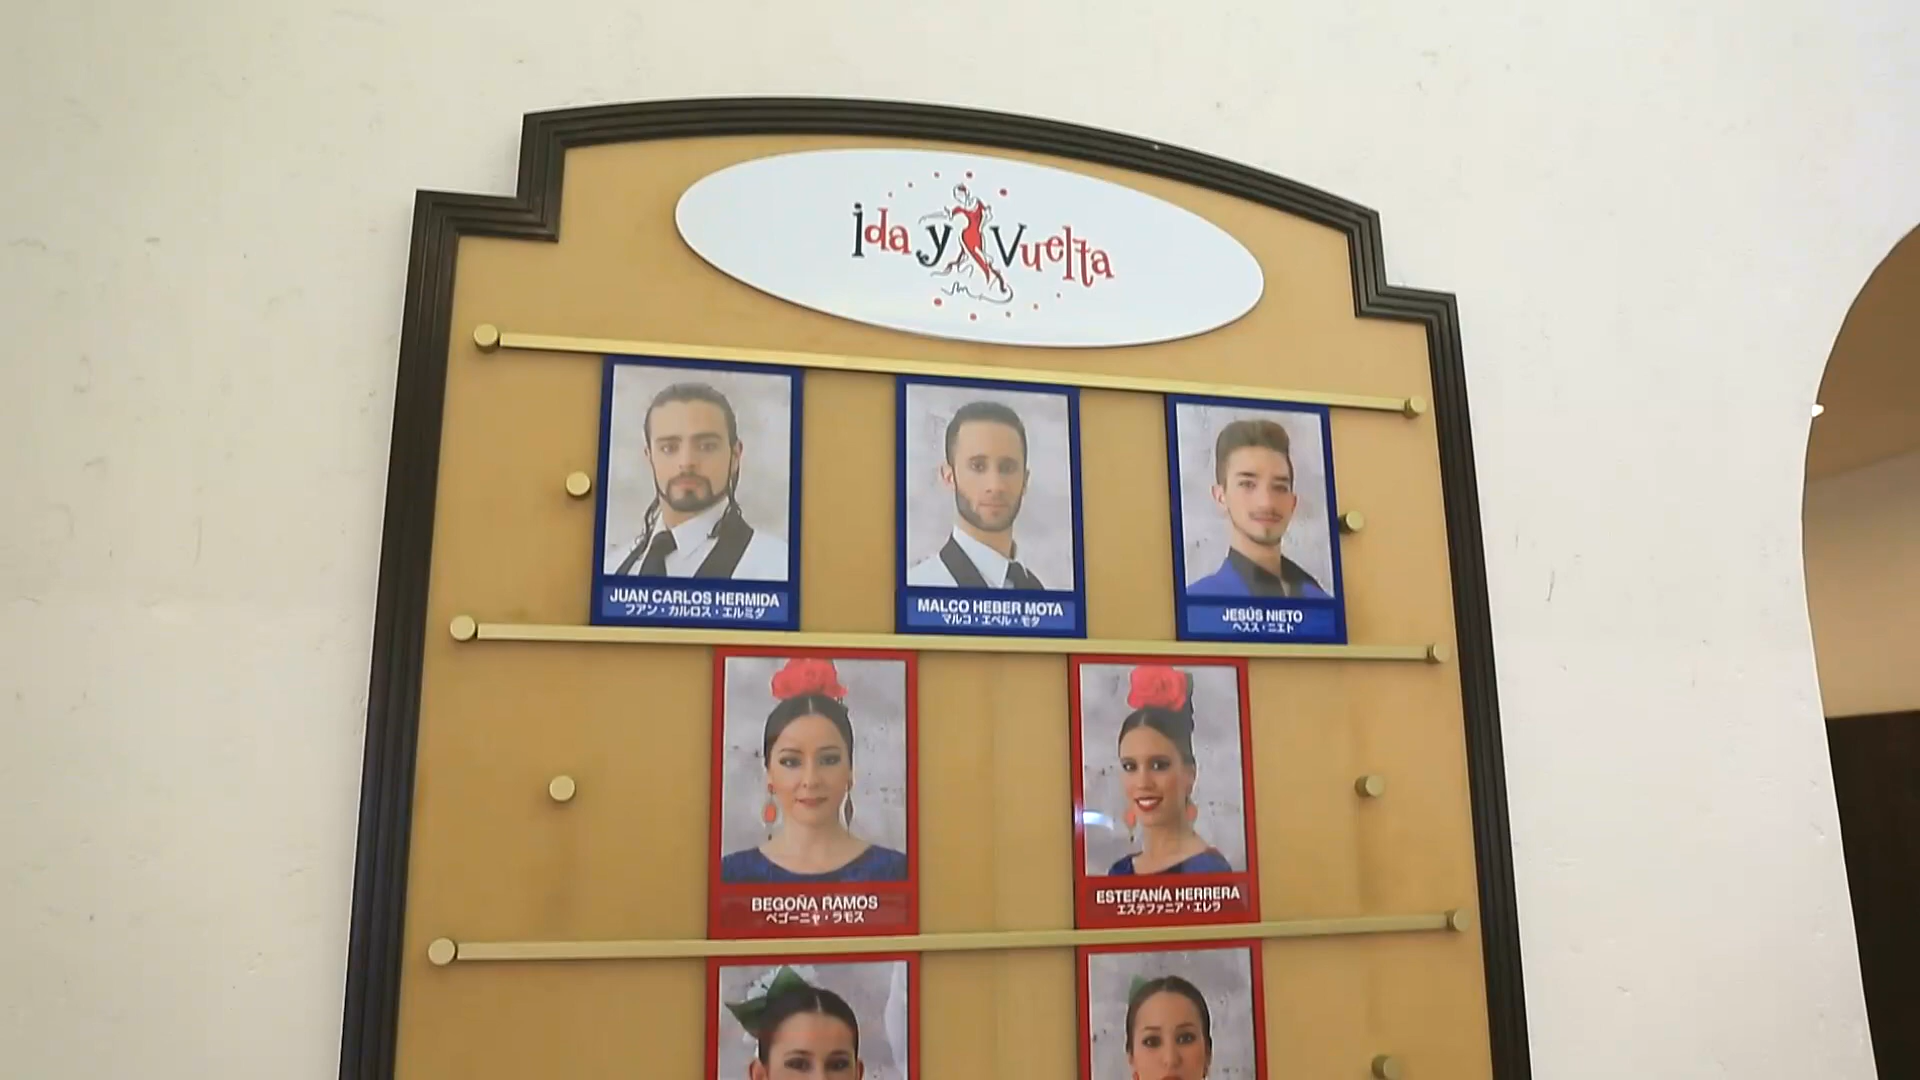 Ida y Vuelta
JUAN CARLOS HERMIDA
フアン・カルロス・エルミダ
MALCO HEBER MOTA
マルコ・エベル・モタ
JESÚS NIETO
ヘスス・ニエト
BEGOÑA RAMOS
ベゴーニャ・ラモス
ESTEFANÍA HERRERA
エステファニア・エレラ